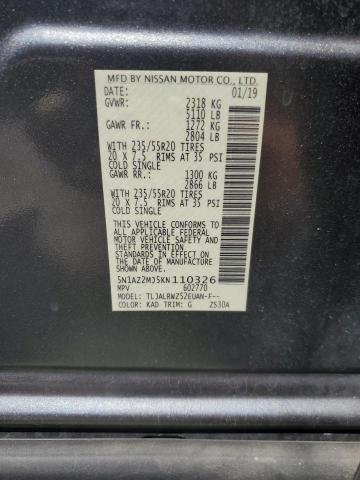 MFD BY NISSAN MOTOR CO., LTD.
DATE: 01/19
GVWR: 2318 KG
5110 LB
GAWR FR.: 1272 KG
2804 LB
WITH 235/55R20 TIRES
20 X 7.5 RIMS AT 35 PSI
COLD SINGLE
GAWR RR.: 1300 KG
2866 LB
WITH 235/55R20 TIRES
20 X 7.5 RIMS AT 35 PSI
COLD SINGLE
THIS VEHICLE CONFORMS TO ALL
APPLICABLE FEDERAL MOTOR
VEHICLE SAFETY AND THEFT
PREVENTION STANDARDS IN
EFFECT ON THE DATE OF
MANUFACTURE SHOWN ABOVE.
5N1AZ2MJ5KN110326
MPV 602770
MODEL: TLJALRWZ52EUAN-F--
COLOR: KAD TRIM: G ZS30A